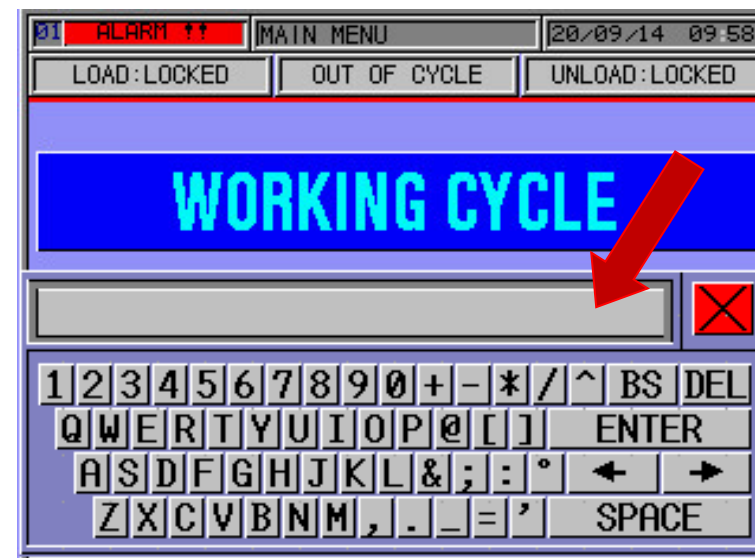 01 ALARM !! MAIN MENU 20/09/14 09:58
LOAD:LOCKED OUT OF CYCLE UNLOAD:LOCKED
WORKING CYCLE
1 2 3 4 5 6 7 8 9 0 + - * / ^ BS DEL
Q W E R T Y U I O P @ [ ] ENTER
A S D F G H J K L & ; : ° ← →
Z X C V B N M , . _ = ' SPACE